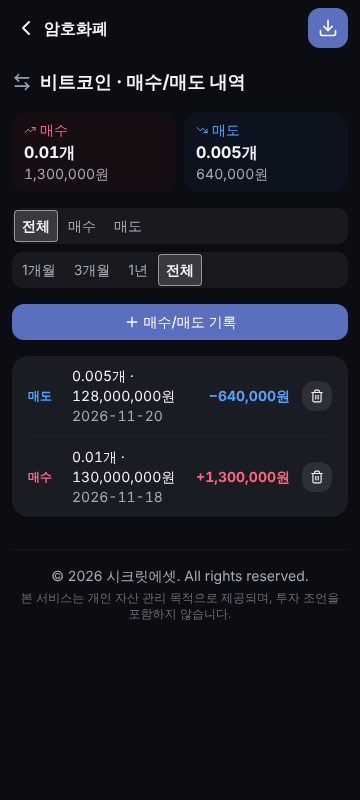 암호화폐
비트코인 · 매수/매도 내역
매수
0.01개
1,300,000원
매도
0.005개
640,000원
전체 매수 매도
1개월 3개월 1년 전체
+ 매수/매도 기록
매도
0.005개 ·
128,000,000원
2026-11-20
−640,000원
매수
0.01개 ·
130,000,000원
2026-11-18
+1,300,000원
© 2026 시크릿에셋. All rights reserved.
본 서비스는 개인 자산 관리 목적으로 제공되며, 투자 조언을
포함하지 않습니다.